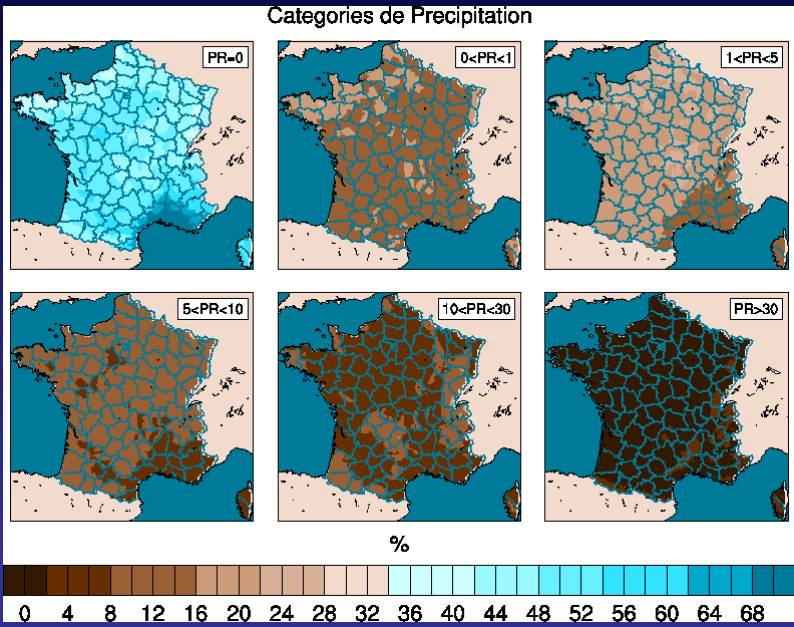 Categories de Precipitation
PR=0
0<PR<1
1<PR<5
5<PR<10
10<PR<30
PR>30
%
0 4 8 12 16 20 24 28 32 36 40 44 48 52 56 60 64 68